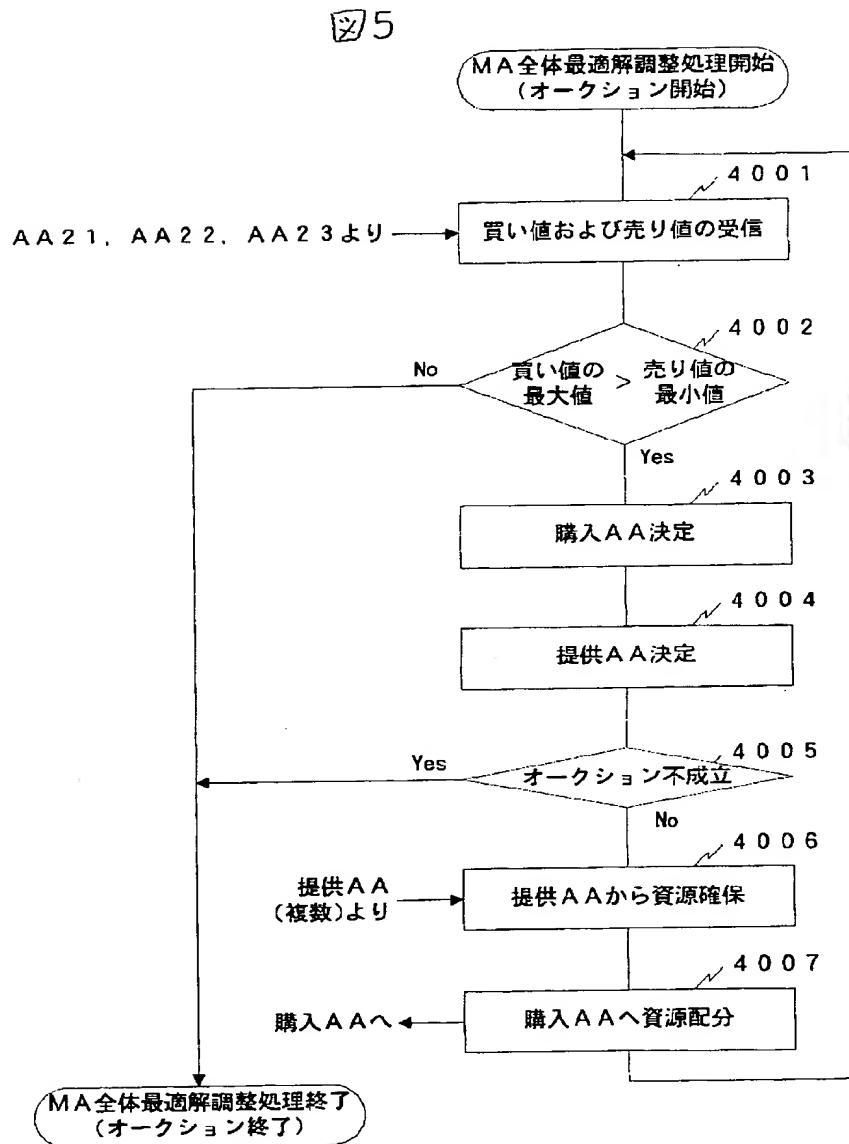 図5
MA全体最適解調整処理開始
(オークション開始)
4001
AA21, AA22, AA23より
買い値および売り値の受信
4002
No
買い値の
最大値
>
売り値の
最小値
Yes
4003
購入AA決定
4004
提供AA決定
4005
Yes
オークション不成立
No
4006
提供AA
(複数)より
提供AAから資源確保
4007
購入AAへ
購入AAへ資源配分
MA全体最適解調整処理終了
(オークション終了)